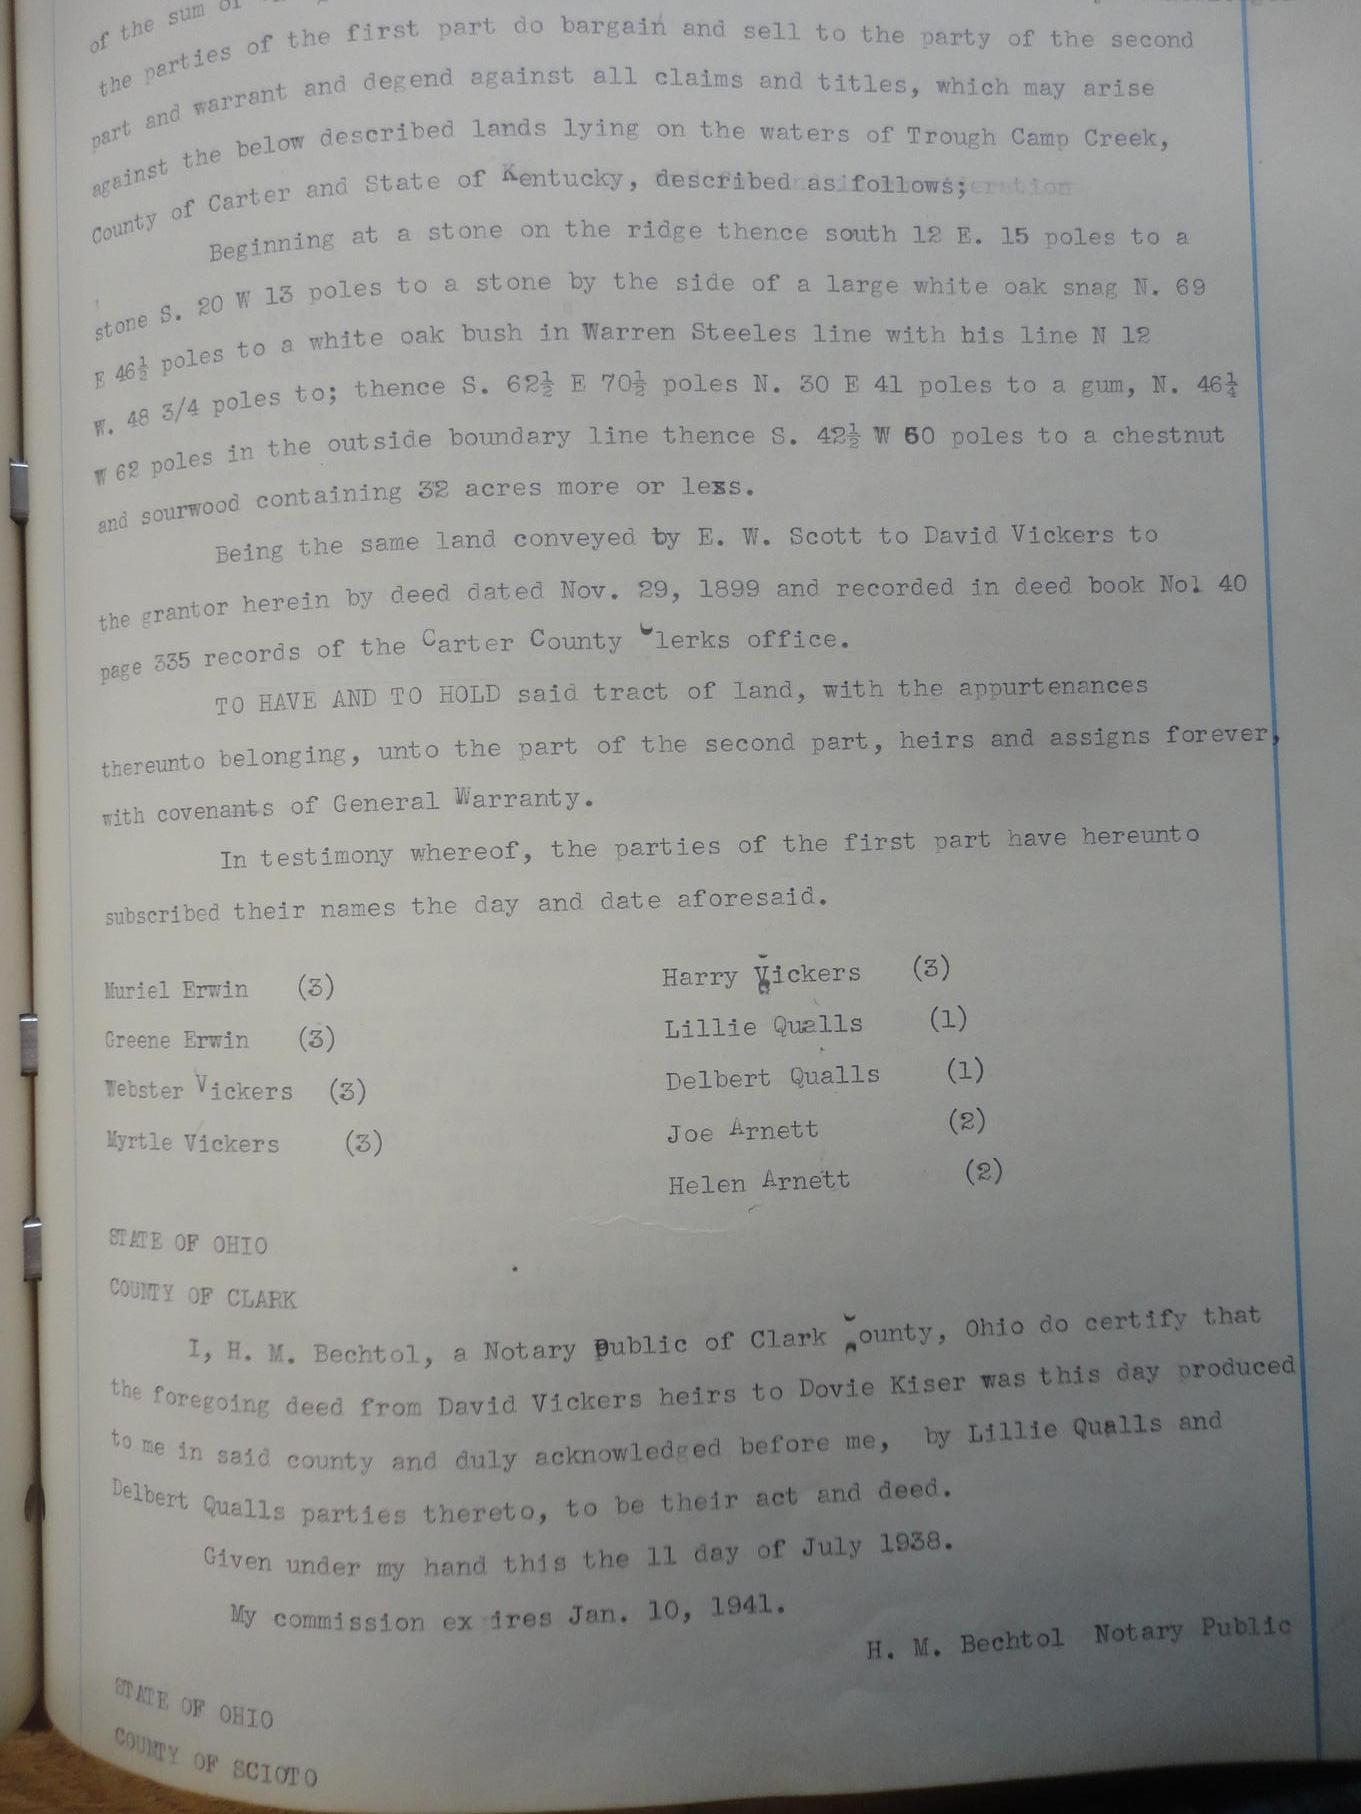 of the sum of
the parties of the first part do bargain and sell to the party of the second
part and warrant and degend against all claims and titles, which may arise
against the below described lands lying on the waters of Trough Camp Creek,
County of Carter and State of Kentucky, described as follows;
Beginning at a stone on the ridge thence south 12 E. 15 poles to a
stone S. 20 W 13 poles to a stone by the side of a large white oak snag N. 69
E 46½ poles to a white oak bush in Warren Steeles line with his line N 12
W. 48 3/4 poles to; thence S. 62½ E 70½ poles N. 30 E 41 poles to a gum, N. 46¼
W 62 poles in the outside boundary line thence S. 42½ W 60 poles to a chestnut
and sourwood containing 32 acres more or less.
Being the same land conveyed by E. W. Scott to David Vickers to
the grantor herein by deed dated Nov. 29, 1899 and recorded in deed book No1 40
page 335 records of the Carter County Clerks office.
TO HAVE AND TO HOLD said tract of land, with the appurtenances
thereunto belonging, unto the part of the second part, heirs and assigns forever,
with covenants of General Warranty.
In testimony whereof, the parties of the first part have hereunto
subscribed their names the day and date aforesaid.
Muriel Erwin (3) Harry Vickers (3)
Greene Erwin (3) Lillie Qualls (1)
Webster Vickers (3) Delbert Qualls (1)
Myrtle Vickers (3) Joe Arnett (2)
Helen Arnett (2)
STATE OF OHIO
COUNTY OF CLARK
I, H. M. Bechtol, a Notary Public of Clark County, Ohio do certify that
the foregoing deed from David Vickers heirs to Dovie Kiser was this day produced
to me in said county and duly acknowledged before me, by Lillie Qualls and
Delbert Qualls parties thereto, to be their act and deed.
Given under my hand this the 11 day of July 1938.
My commission ex ires Jan. 10, 1941.
H. M. Bechtol Notary Public
STATE OF OHIO
COUNTY OF SCIOTO